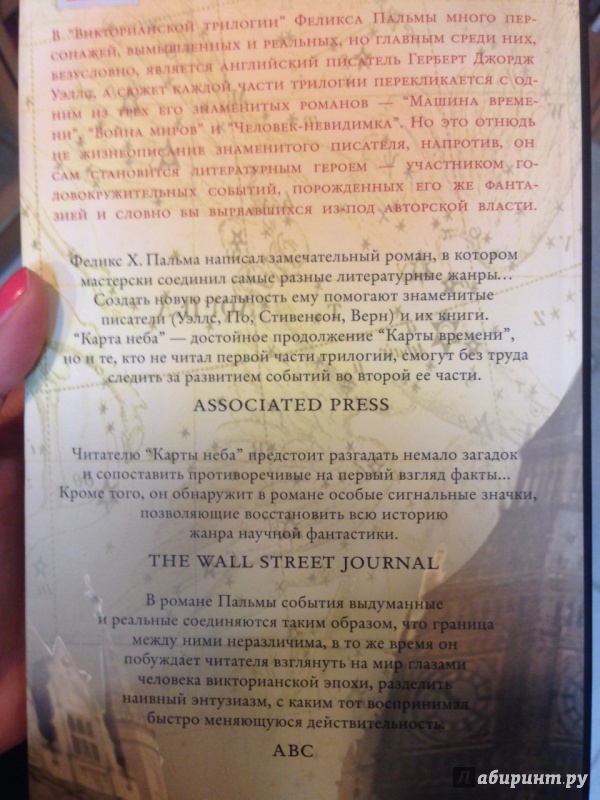 В "Викторианской трилогии" Феликса Пальмы много пер-
сонажей, вымышленных и реальных, но главным среди них,
безусловно, является английский писатель Герберт Джордж
Уэллс, а сюжет каждой части трилогии перекликается с од-
ним из трех его знаменитых романов — "Машина време-
ни", "Война миров" и "Человек-невидимка". Но это отнюдь
не жизнеописание знаменитого писателя, напротив, он
сам становится литературным героем — участником го-
ловокружительных событий, порожденных его же фанта-
зией и словно бы вырвавшихся из-под авторской власти.
Феликс Х. Пальма написал замечательный роман, в котором
мастерски соединил самые разные литературные жанры...
Создать новую реальность ему помогают знаменитые
писатели (Уэллс, По, Стивенсон, Верн) и их книги.
"Карта неба" — достойное продолжение "Карты времени",
но и те, кто не читал первой части трилогии, смогут без труда
следить за развитием событий во второй ее части.
ASSOCIATED PRESS
Читателю "Карты неба" предстоит разгадать немало загадок
и сопоставить противоречивые на первый взгляд факты...
Кроме того, он обнаружит в романе особые сигнальные значки,
позволяющие восстановить всю историю
жанра научной фантастики.
THE WALL STREET JOURNAL
В романе Пальмы события выдуманные
и реальные соединяются таким образом, что граница
между ними неразличима, в то же время он
побуждает читателя взглянуть на мир глазами
человека викторианской эпохи, разделить
наивный энтузиазм, с каким тот воспринимал
быстро меняющуюся действительность.
ABC
лабиринт.ру